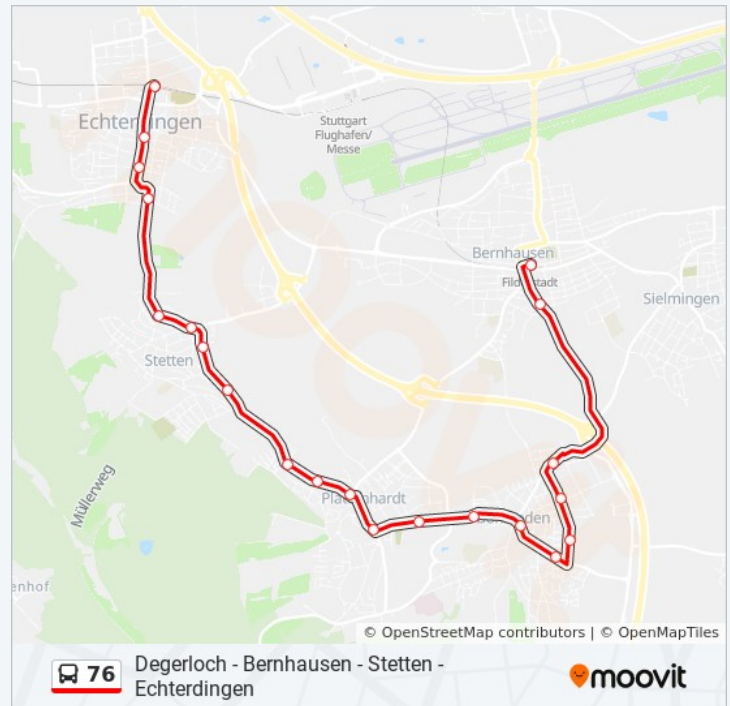 Echterdingen
Stuttgart
Flughafen/
Messe
Bernhausen
Sielmingen
Stetten
Müllerweg
enhof
© OpenStreetMap contributors | © OpenMapTiles
76
Degerloch - Bernhausen - Stetten -
Echterdingen
moovit